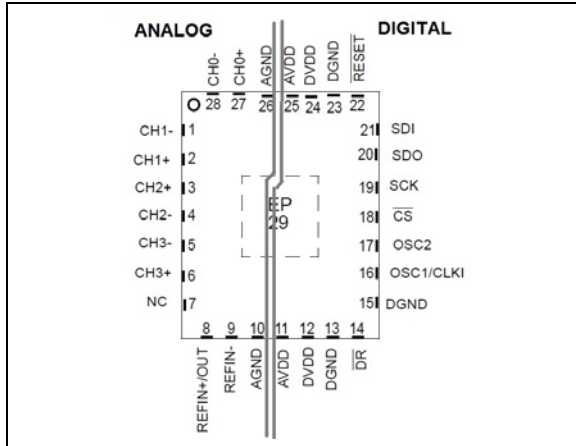 ANALOG DIGITAL
CH0-
CH0+
AGND
AVDD
DVDD
DGND
RESET
28 27 26 25 24 23 22
CH1- 1
CH1+ 2
CH2+ 3
CH2- 4
CH3- 5
CH3+ 6
NC 7
EP
29
21 SDI
20 SDO
19 SCK
18 CS
17 OSC2
16 OSC1/CLKI
15 DGND
8 9 10 11 12 13 14
REFIN+/OUT
REFIN-
AGND
AVDD
DVDD
DGND
DR